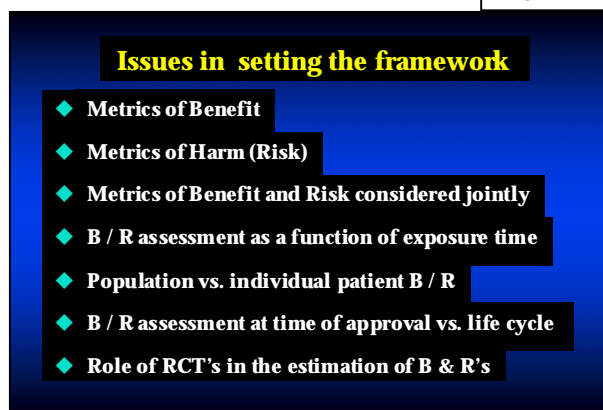 Issues in setting the framework
◆ Metrics of Benefit
◆ Metrics of Harm (Risk)
◆ Metrics of Benefit and Risk considered jointly
◆ B / R assessment as a function of exposure time
◆ Population vs. individual patient B / R
◆ B / R assessment at time of approval vs. life cycle
◆ Role of RCT's in the estimation of B & R's